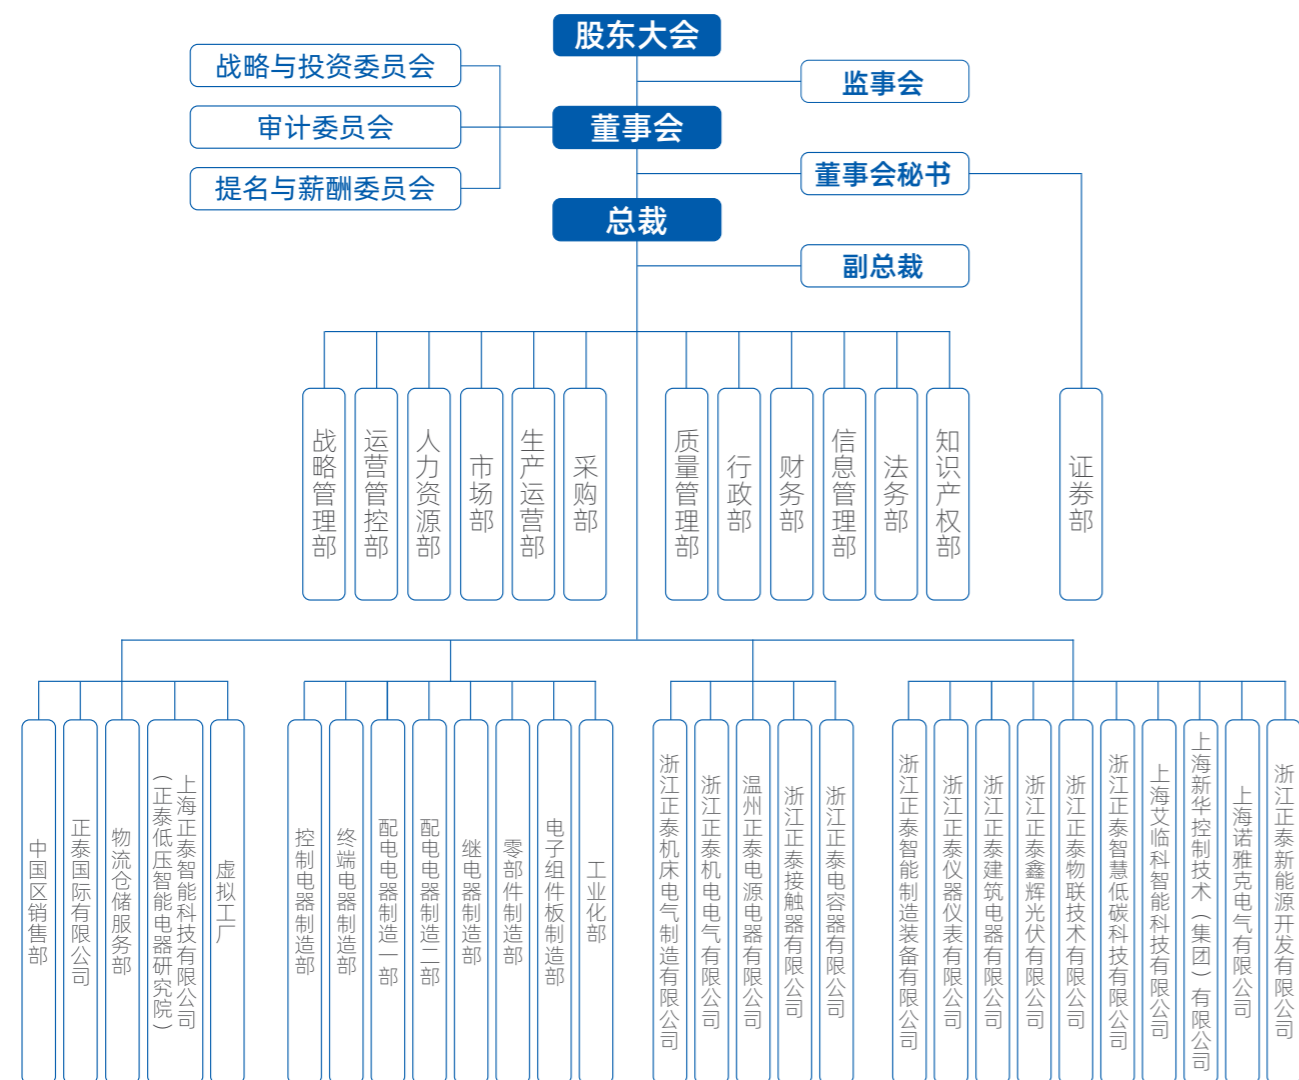 股东大会
战略与投资委员会
监事会
审计委员会
董事会
提名与薪酬委员会
董事会秘书
总裁
副总裁
战略管理部
运营管控部
人力资源部
市场部
生产运营部
采购部
质量管理部
行政部
财务部
信息管理部
法务部
知识产权部
证券部
中国区销售部
正泰国际有限公司
物流仓储服务部
上海正泰智能科技有限公司
（正泰低压智能电器研究院）
虚拟工厂
控制电器制造部
终端电器制造部
配电电器制造一部
配电电器制造二部
继电器制造部
零部件制造部
电子组件板制造部
工业化部
浙江正泰机床电气制造有限公司
浙江正泰机电电气有限公司
温州正泰电源电器有限公司
浙江正泰接触器有限公司
浙江正泰电容器有限公司
浙江正泰智能制造装备有限公司
浙江正泰仪器仪表有限公司
浙江正泰建筑电器有限公司
浙江正泰鑫辉光伏有限公司
浙江正泰物联技术有限公司
浙江正泰智慧低碳科技有限公司
上海艾临科智能科技有限公司
上海新华控制技术（集团）有限公司
上海诺雅克电气有限公司
浙江正泰新能源开发有限公司